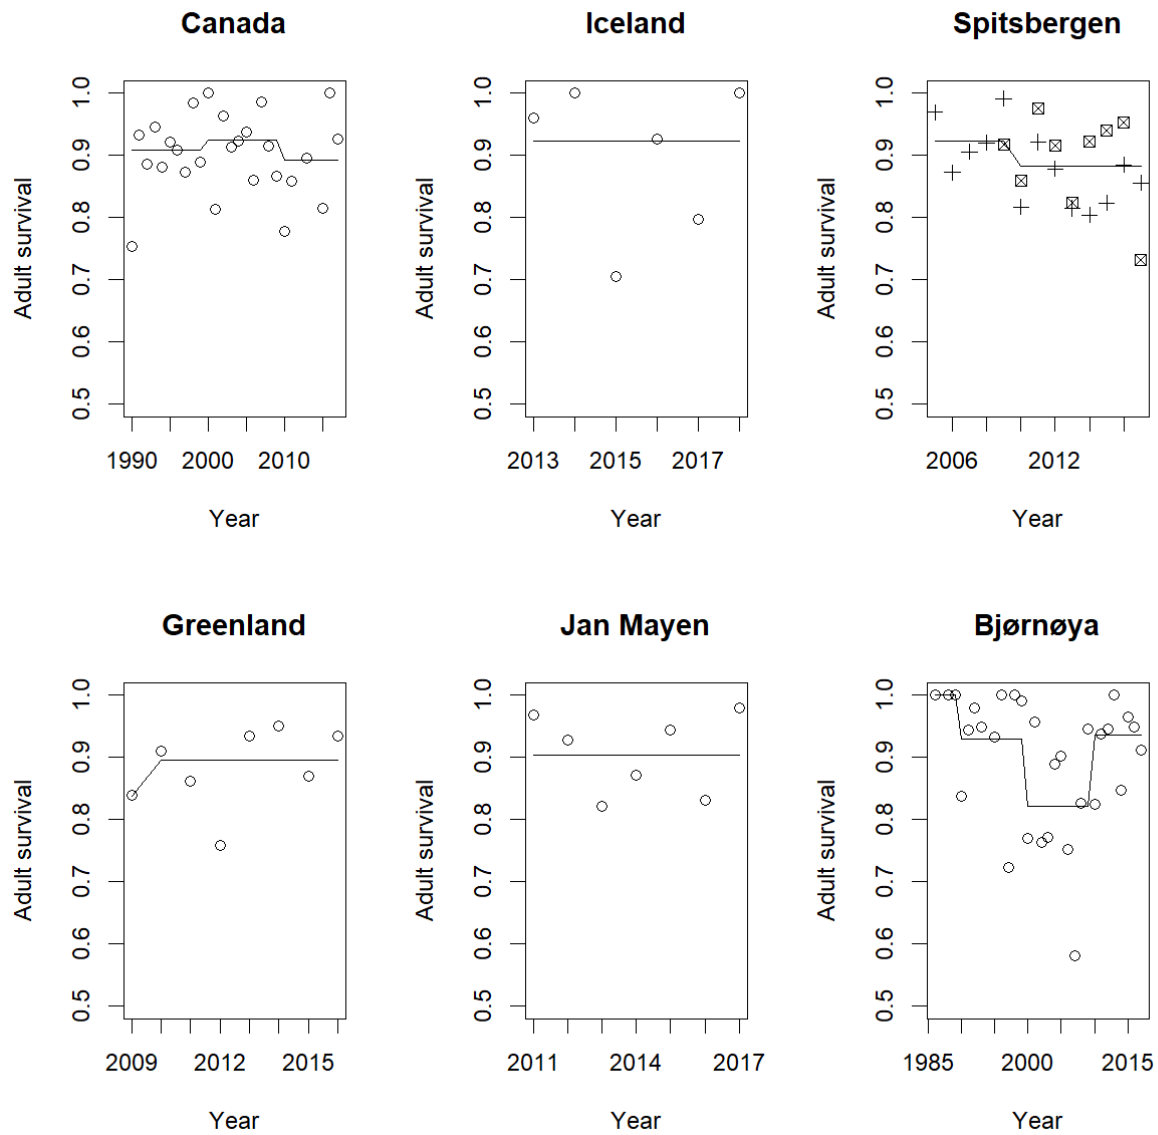 Canada
Adult survival
1.0
0.9
0.8
0.7
0.6
0.5
1990 2000 2010
Year
Iceland
Adult survival
1.0
0.9
0.8
0.7
0.6
0.5
2013 2015 2017
Year
Spitsbergen
Adult survival
1.0
0.9
0.8
0.7
0.6
0.5
2006 2012
Year
Greenland
Adult survival
1.0
0.9
0.8
0.7
0.6
0.5
2009 2012 2015
Year
Jan Mayen
Adult survival
1.0
0.9
0.8
0.7
0.6
0.5
2011 2014 2017
Year
Bjørnøya
Adult survival
1.0
0.9
0.8
0.7
0.6
0.5
1985 2000 2015
Year